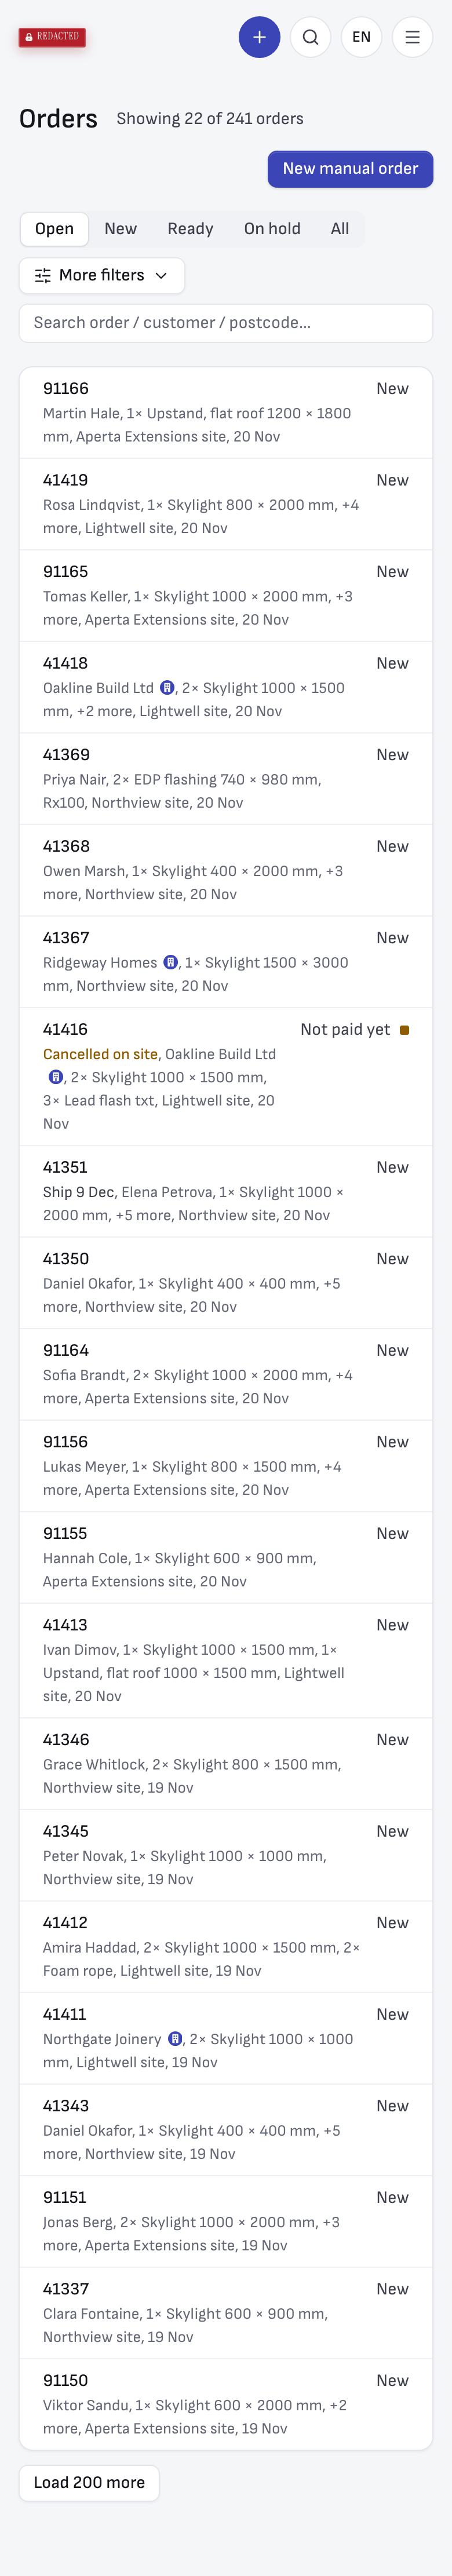 REDACTED
EN
Orders
Showing 22 of 241 orders
New manual order
Open
New
Ready
On hold
All
More filters
Search order / customer / postcode...
91166
New
Martin Hale, 1× Upstand, flat roof 1200 × 1800
mm, Aperta Extensions site, 20 Nov
41419
New
Rosa Lindqvist, 1× Skylight 800 × 2000 mm, +4
more, Lightwell site, 20 Nov
91165
New
Tomas Keller, 1× Skylight 1000 × 2000 mm, +3
more, Aperta Extensions site, 20 Nov
41418
New
Oakline Build Ltd , 2× Skylight 1000 × 1500
mm, +2 more, Lightwell site, 20 Nov
41369
New
Priya Nair, 2× EDP flashing 740 × 980 mm,
Rx100, Northview site, 20 Nov
41368
New
Owen Marsh, 1× Skylight 400 × 2000 mm, +3
more, Northview site, 20 Nov
41367
New
Ridgeway Homes , 1× Skylight 1500 × 3000
mm, Northview site, 20 Nov
41416
Not paid yet
Cancelled on site, Oakline Build Ltd
, 2× Skylight 1000 × 1500 mm,
3× Lead flash txt, Lightwell site, 20
Nov
41351
New
Ship 9 Dec, Elena Petrova, 1× Skylight 1000 ×
2000 mm, +5 more, Northview site, 20 Nov
41350
New
Daniel Okafor, 1× Skylight 400 × 400 mm, +5
more, Northview site, 20 Nov
91164
New
Sofia Brandt, 2× Skylight 1000 × 2000 mm, +4
more, Aperta Extensions site, 20 Nov
91156
New
Lukas Meyer, 1× Skylight 800 × 1500 mm, +4
more, Aperta Extensions site, 20 Nov
91155
New
Hannah Cole, 1× Skylight 600 × 900 mm,
Aperta Extensions site, 20 Nov
41413
New
Ivan Dimov, 1× Skylight 1000 × 1500 mm, 1×
Upstand, flat roof 1000 × 1500 mm, Lightwell
site, 20 Nov
41346
New
Grace Whitlock, 2× Skylight 800 × 1500 mm,
Northview site, 19 Nov
41345
New
Peter Novak, 1× Skylight 1000 × 1000 mm,
Northview site, 19 Nov
41412
New
Amira Haddad, 2× Skylight 1000 × 1500 mm, 2×
Foam rope, Lightwell site, 19 Nov
41411
New
Northgate Joinery , 2× Skylight 1000 × 1000
mm, Lightwell site, 19 Nov
41343
New
Daniel Okafor, 1× Skylight 400 × 400 mm, +5
more, Northview site, 19 Nov
91151
New
Jonas Berg, 2× Skylight 1000 × 2000 mm, +3
more, Aperta Extensions site, 19 Nov
41337
New
Clara Fontaine, 1× Skylight 600 × 900 mm,
Northview site, 19 Nov
91150
New
Viktor Sandu, 1× Skylight 600 × 2000 mm, +2
more, Aperta Extensions site, 19 Nov
Load 200 more